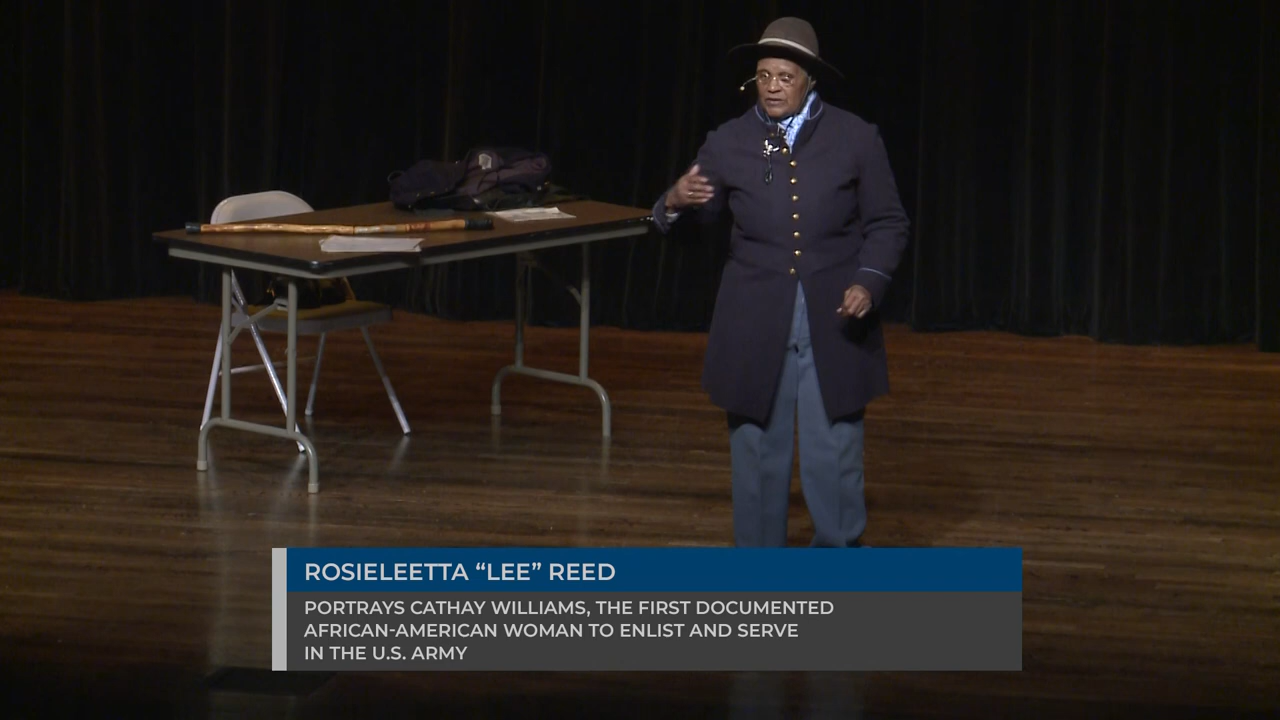 ROSIELEETTA “LEE” REED
PORTRAYS CATHAY WILLIAMS, THE FIRST DOCUMENTED
AFRICAN-AMERICAN WOMAN TO ENLIST AND SERVE
IN THE U.S. ARMY